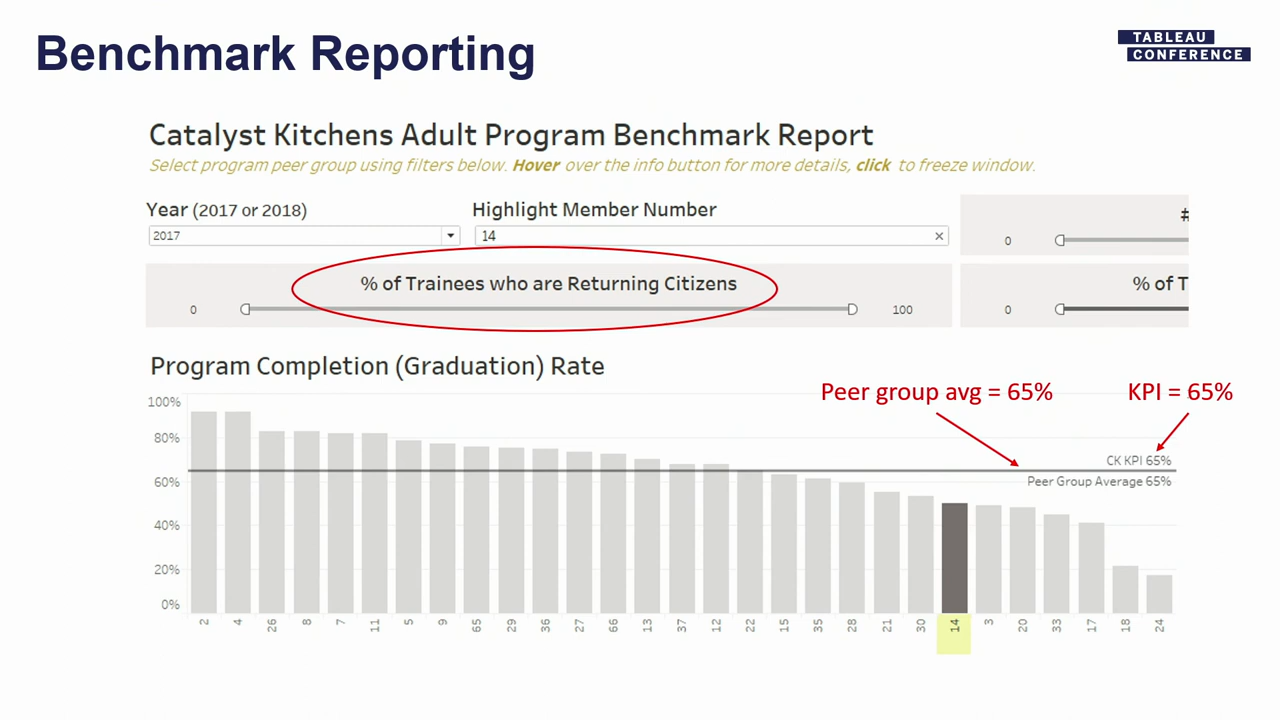 Benchmark Reporting
TABLEAU
CONFERENCE
Catalyst Kitchens Adult Program Benchmark Report
Select program peer group using filters below. Hover over the info button for more details, click to freeze window.
Year (2017 or 2018)
Highlight Member Number
2017
14
#
0
% of Trainees who are Returning Citizens
% of T
0
100
0
Program Completion (Graduation) Rate
Peer group avg = 65%
KPI = 65%
100%
80%
CK KPI 65%
Peer Group Average 65%
60%
40%
20%
0%
2 4 26 8 7 11 5 9 65 29 36 27 66 13 37 12 22 15 35 28 21 30 14 3 20 33 17 18 24